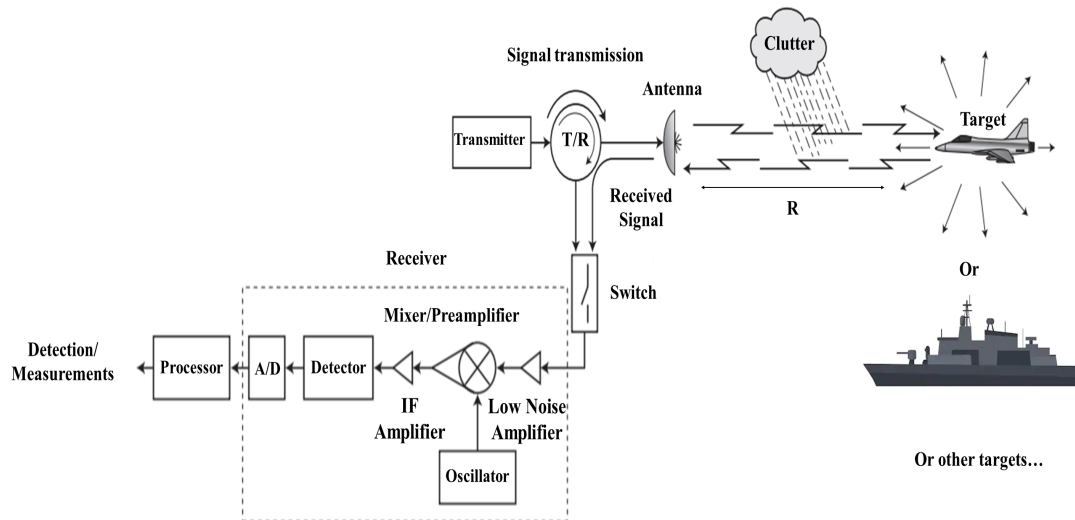 Signal transmission
Clutter
Antenna
Transmitter
T/R
Target
Received
Signal
R
Receiver
Switch
Or
Mixer/Preamplifier
Detection/
Measurements
Processor
A/D
Detector
IF
Amplifier
Low Noise
Amplifier
Oscillator
Or other targets…